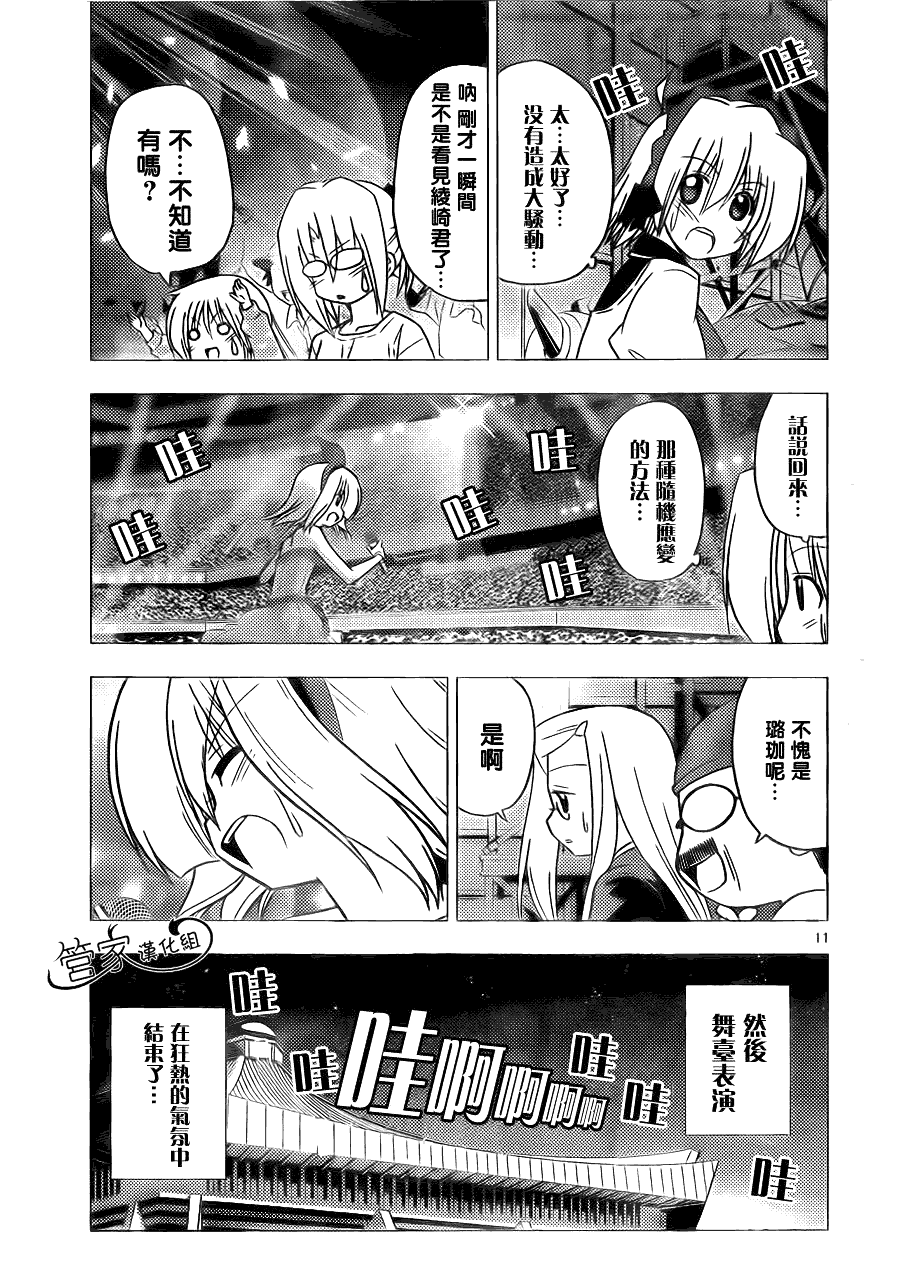 哇
哇
太…太好了…
没有造成大騷動…
吶 剛才一瞬間
是不是看見綾崎君了…
不…不知道
有嗎？
話説回來…
那種隨機應變
的方法…
哇
哇
哇
哇
哇
不愧是
璐珈呢…
是啊
11
管家漢化組
然後
舞臺表演
哇
哇
哇
哇啊啊啊啊
哇
哇
在狂熱的氣氛中
結束了…